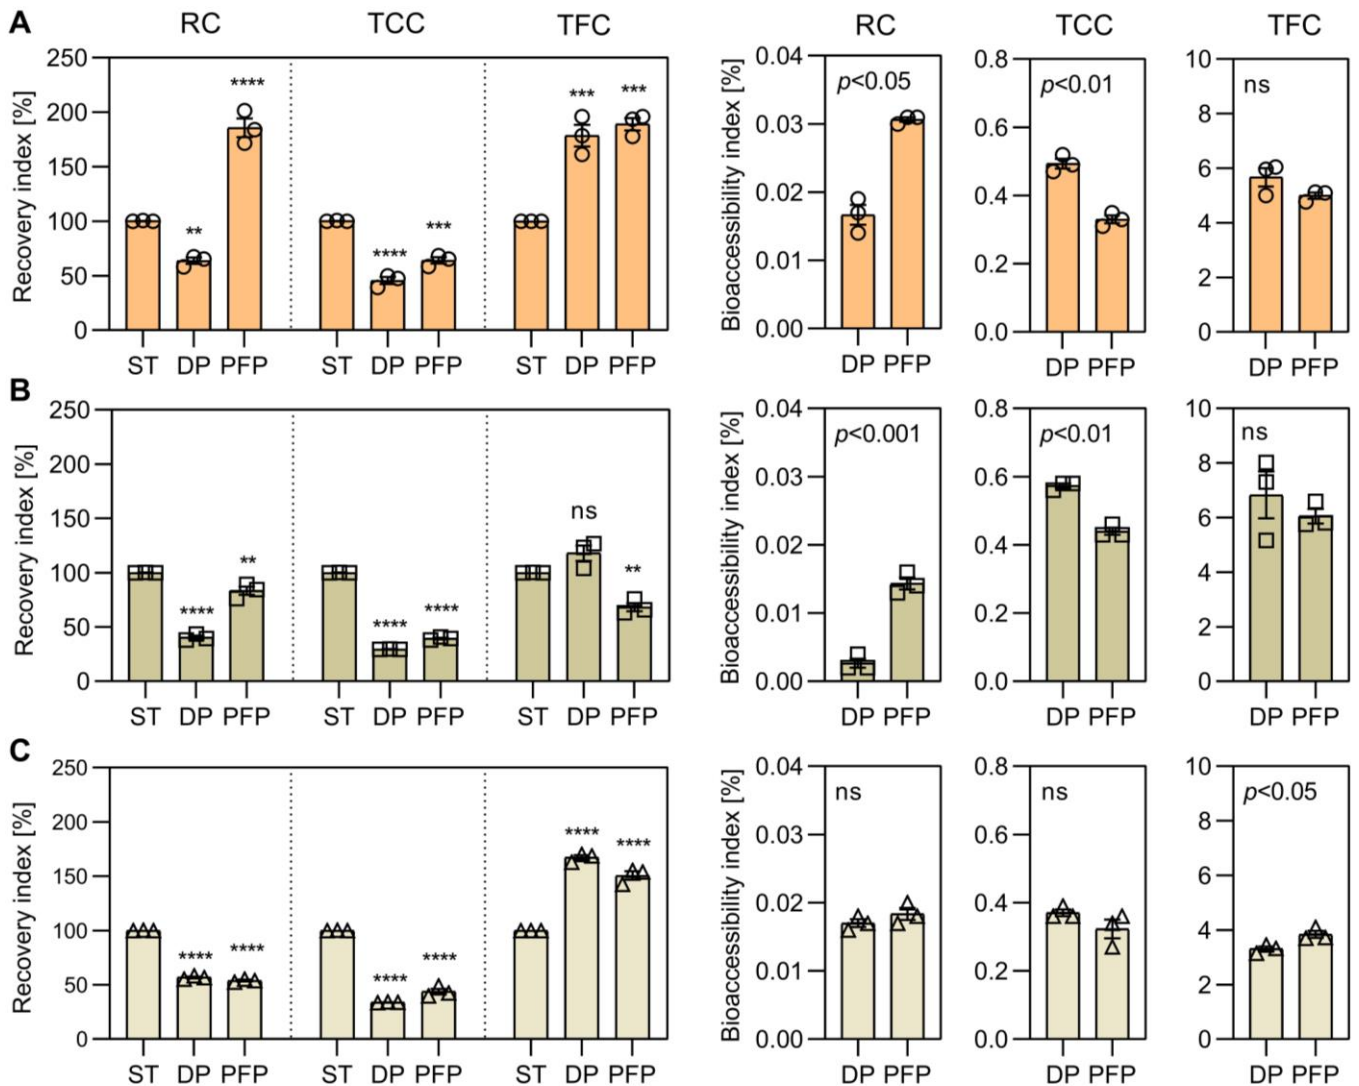 A
RC TCC TFC
Recovery index [%]
250
200
150
100
50
0
**
****
****
***
***
***
ST DP PFP ST DP PFP ST DP PFP
RC
Bioaccessibility index [%]
0.04
0.03
0.02
0.01
0.00
p<0.05
DP PFP
TCC
0.8
0.6
0.4
0.2
0.0
p<0.01
DP PFP
TFC
10
8
6
4
2
0
ns
DP PFP
B
Recovery index [%]
250
200
150
100
50
0
****
**
****
****
ns
**
ST DP PFP ST DP PFP ST DP PFP
Bioaccessibility index [%]
0.04
0.03
0.02
0.01
0.00
p<0.001
DP PFP
0.8
0.6
0.4
0.2
0.0
p<0.01
DP PFP
10
8
6
4
2
0
ns
DP PFP
C
Recovery index [%]
250
200
150
100
50
0
****
****
****
****
****
****
ST DP PFP ST DP PFP ST DP PFP
Bioaccessibility index [%]
0.04
0.03
0.02
0.01
0.00
ns
DP PFP
0.8
0.6
0.4
0.2
0.0
ns
DP PFP
10
8
6
4
2
0
p<0.05
DP PFP